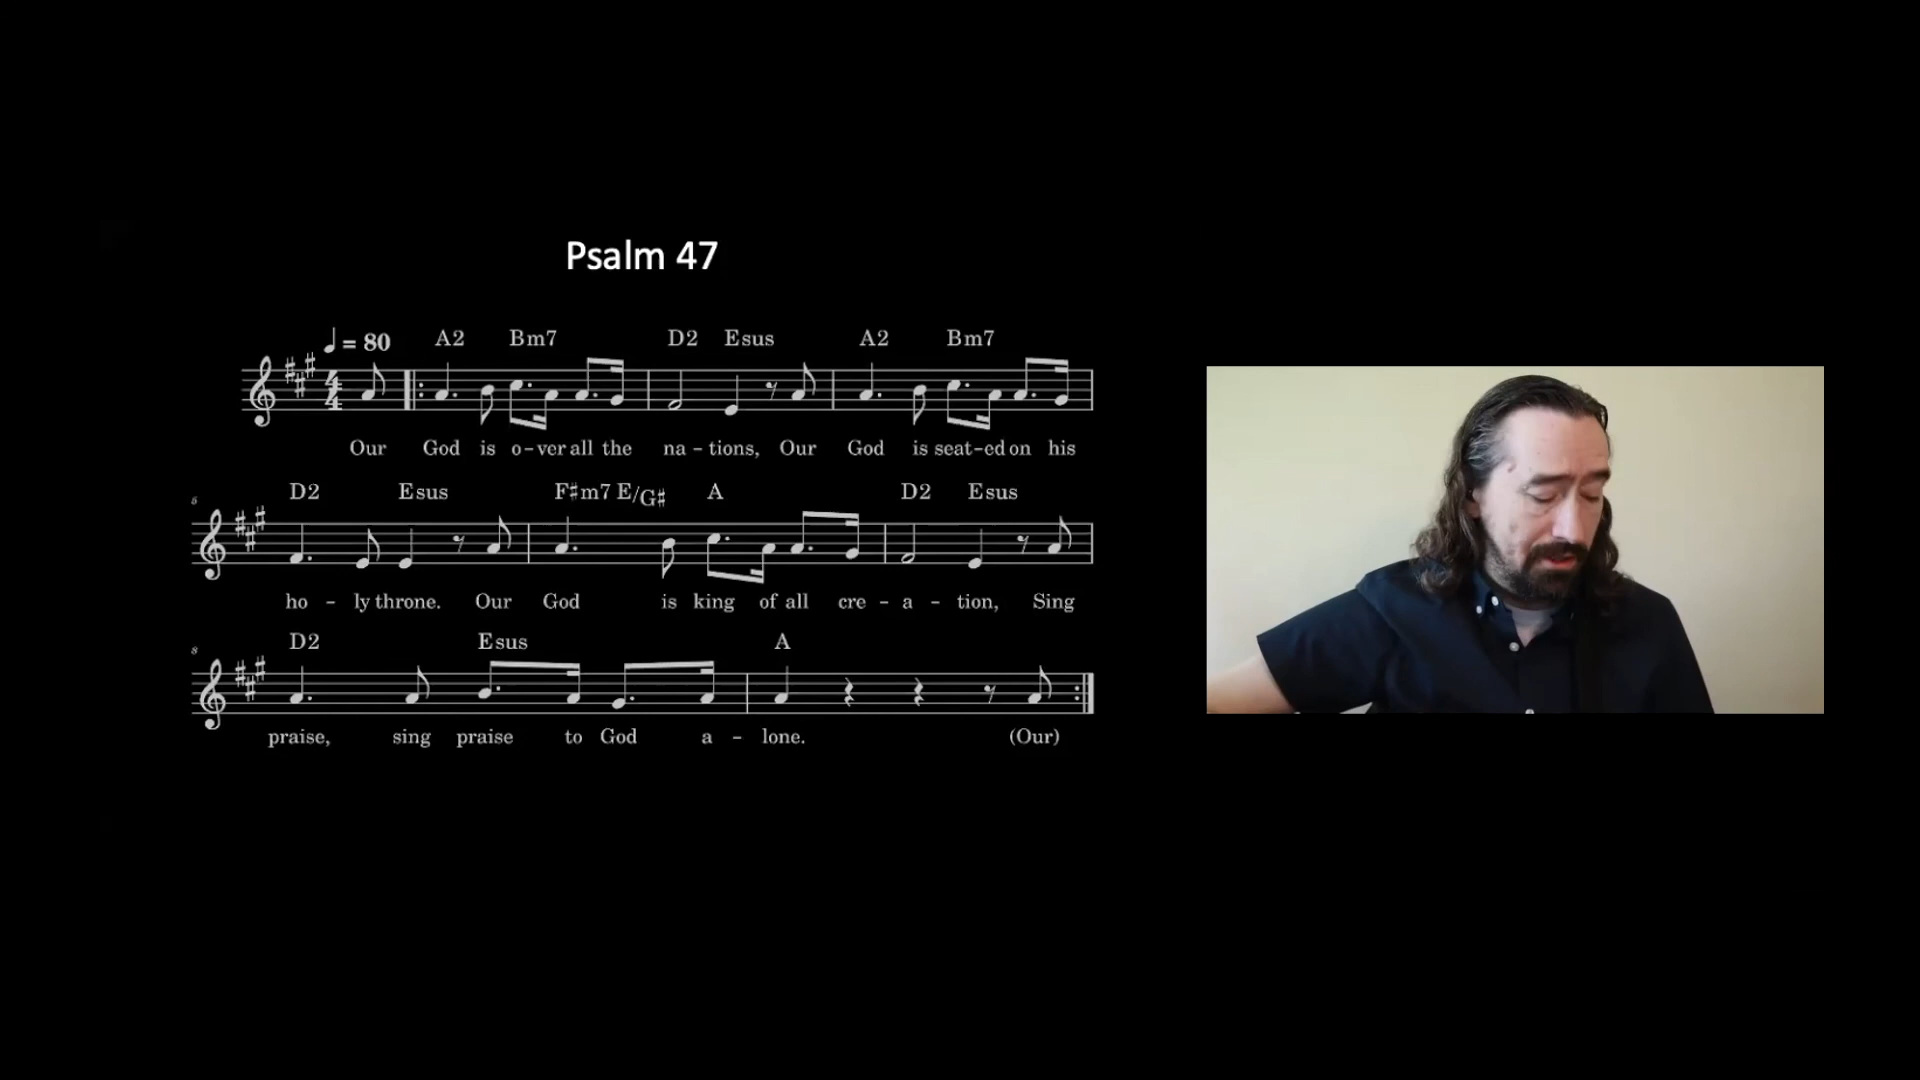 Psalm 47
♩ = 80 A2 Bm7 D2 Esus A2 Bm7
4 4
Our God is o-ver all the na-tions, Our God is seat-ed on his
5 D2 Esus F#m7 E/G# A D2 Esus
ho - ly throne. Our God is king of all cre - a - tion, Sing
8 D2 Esus A
praise, sing praise to God a - lone. (Our)